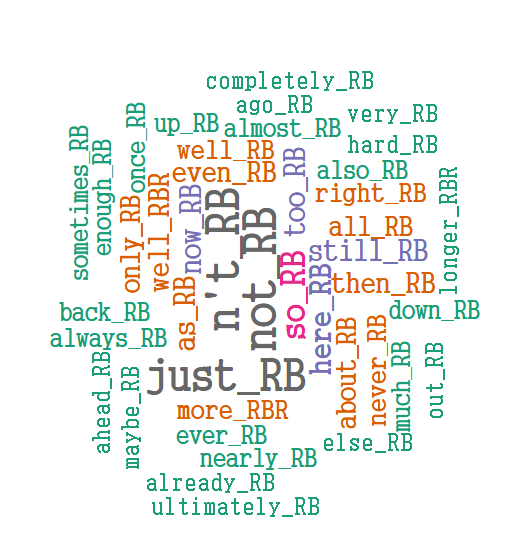 completely_RB
ago_RB
very_RB
up_RB
almost_RB
once_RB
hard_RB
sometimes_RB
enough_RB
well_RB
even_RB
too_RB
also_RB
right_RB
longer_RBR
only_RB
well_RBR
now_RB
n't_RB
not_RB
all_RB
still_RB
so_RB
here_RB
then_RB
as_RB
back_RB
down_RB
always_RB
just_RB
about_RB
never_RB
much_RB
out_RB
ahead_RB
maybe_RB
more_RBR
ever_RB
else_RB
nearly_RB
already_RB
ultimately_RB